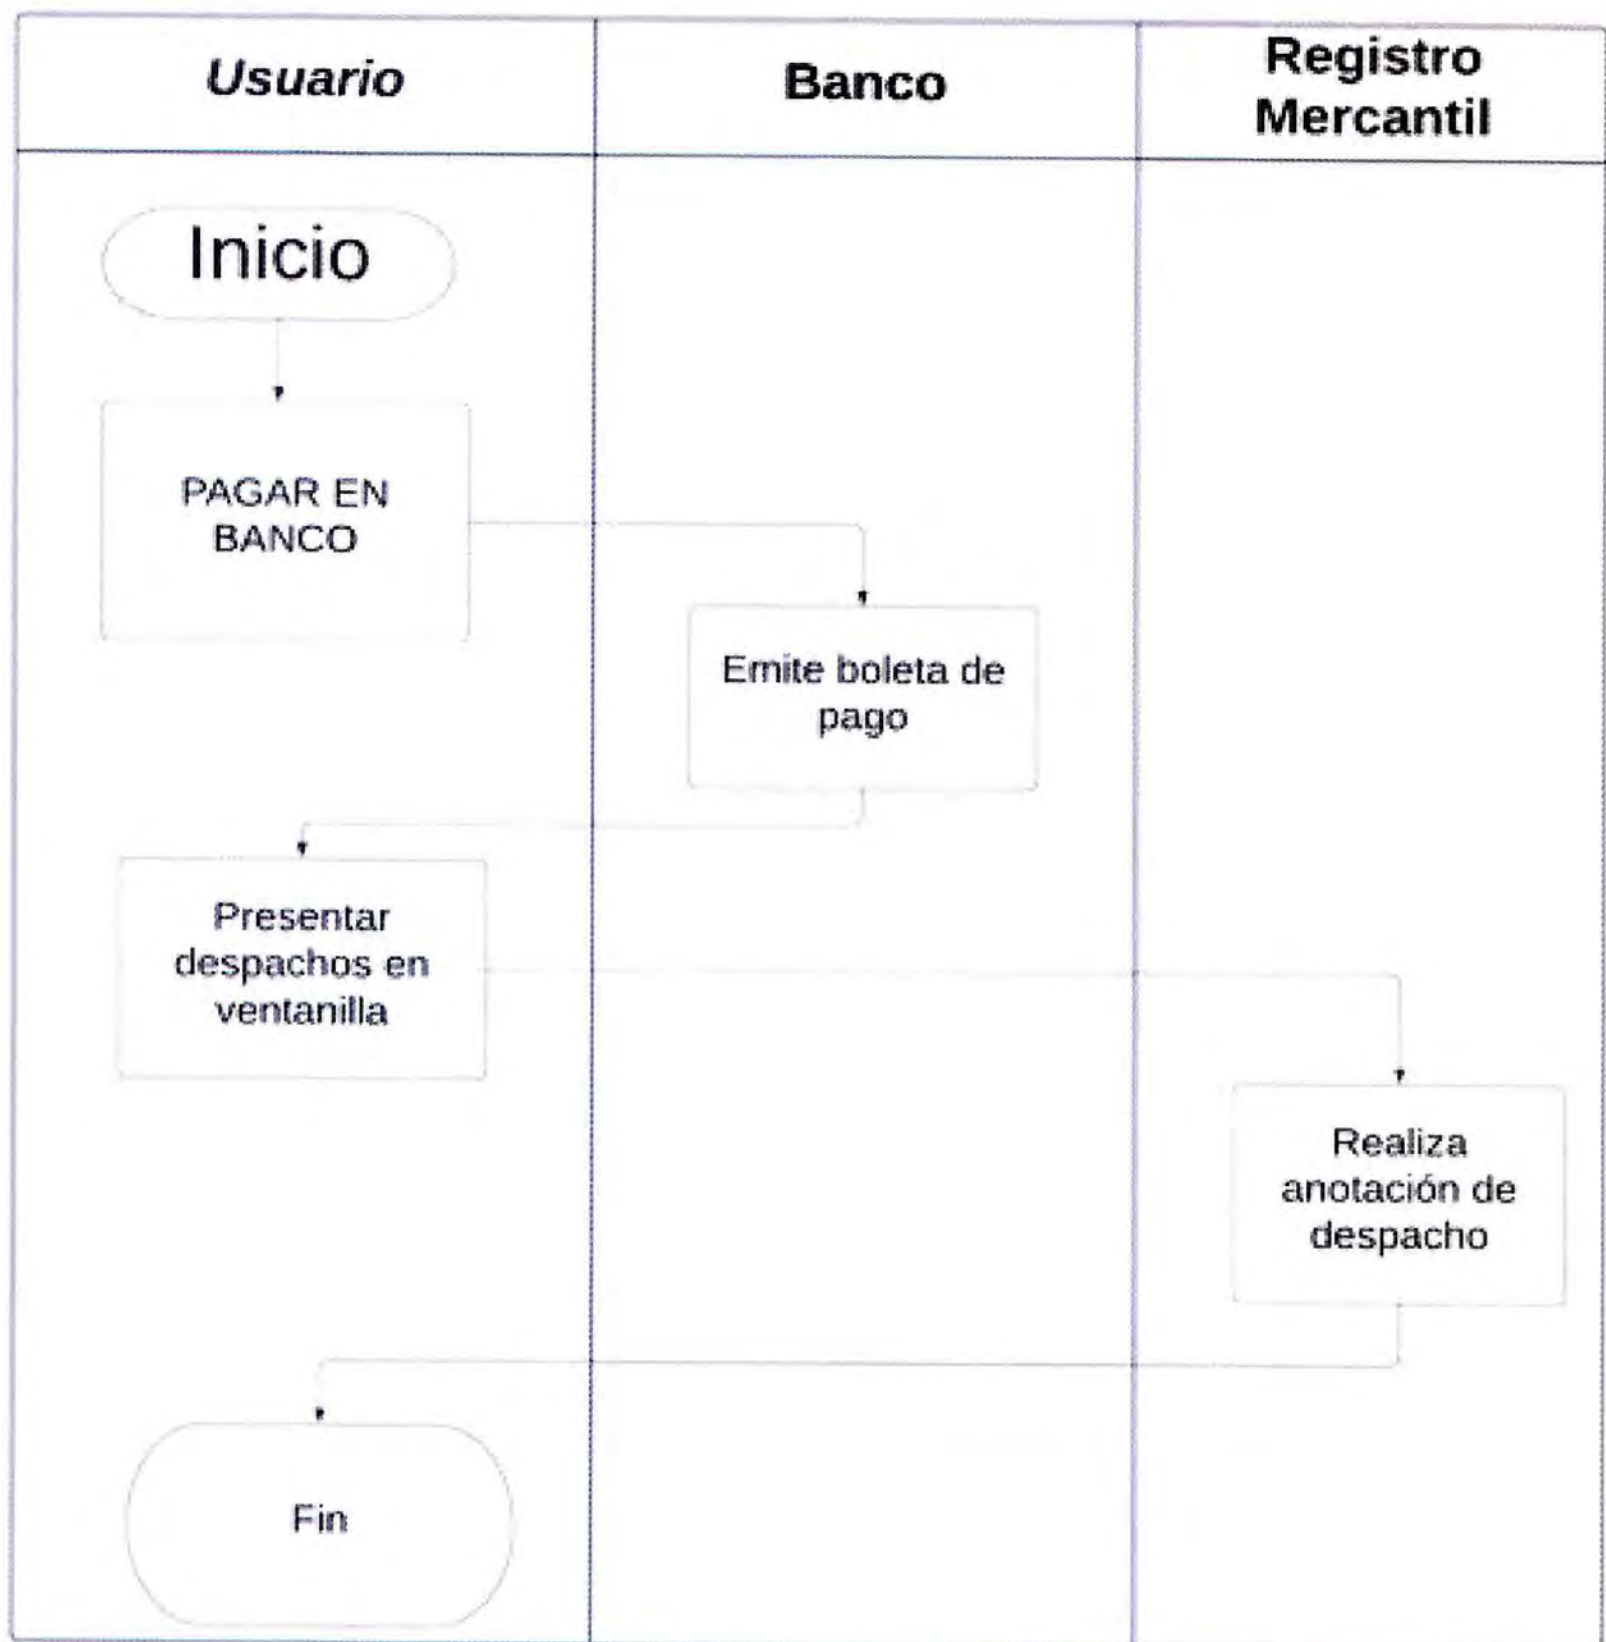 Usuario
Banco
Registro
Mercantil
Inicio
PAGAR EN
BANCO
Emite boleta de
pago
Presentar
despachos en
ventanilla
Realiza
anotación de
despacho
Fin